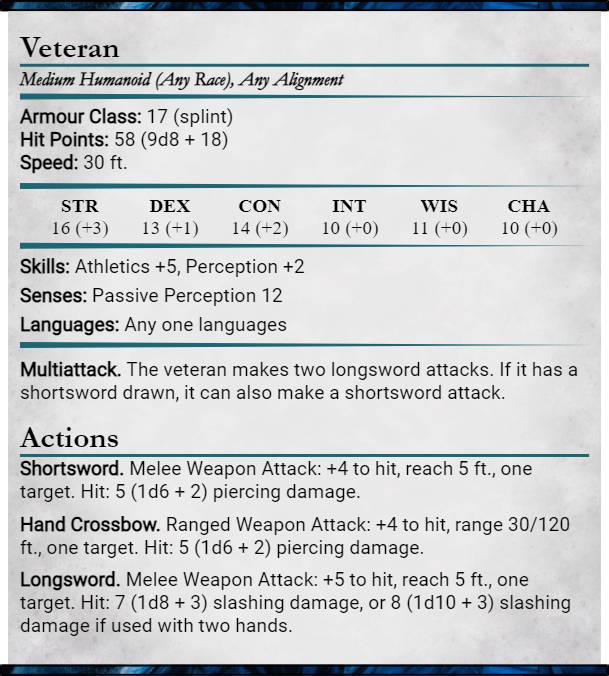 Veteran
Medium Humanoid (Any Race), Any Alignment
Armour Class: 17 (splint)
Hit Points: 58 (9d8 + 18)
Speed: 30 ft.
STR DEX CON INT WIS CHA
16 (+3) 13 (+1) 14 (+2) 10 (+0) 11 (+0) 10 (+0)
Skills: Athletics +5, Perception +2
Senses: Passive Perception 12
Languages: Any one languages
Multiattack. The veteran makes two longsword attacks. If it has a
shortsword drawn, it can also make a shortsword attack.
Actions
Shortsword. Melee Weapon Attack: +4 to hit, reach 5 ft., one
target. Hit: 5 (1d6 + 2) piercing damage.
Hand Crossbow. Ranged Weapon Attack: +4 to hit, range 30/120
ft., one target. Hit: 5 (1d6 + 2) piercing damage.
Longsword. Melee Weapon Attack: +5 to hit, reach 5 ft., one
target. Hit: 7 (1d8 + 3) slashing damage, or 8 (1d10 + 3) slashing
damage if used with two hands.